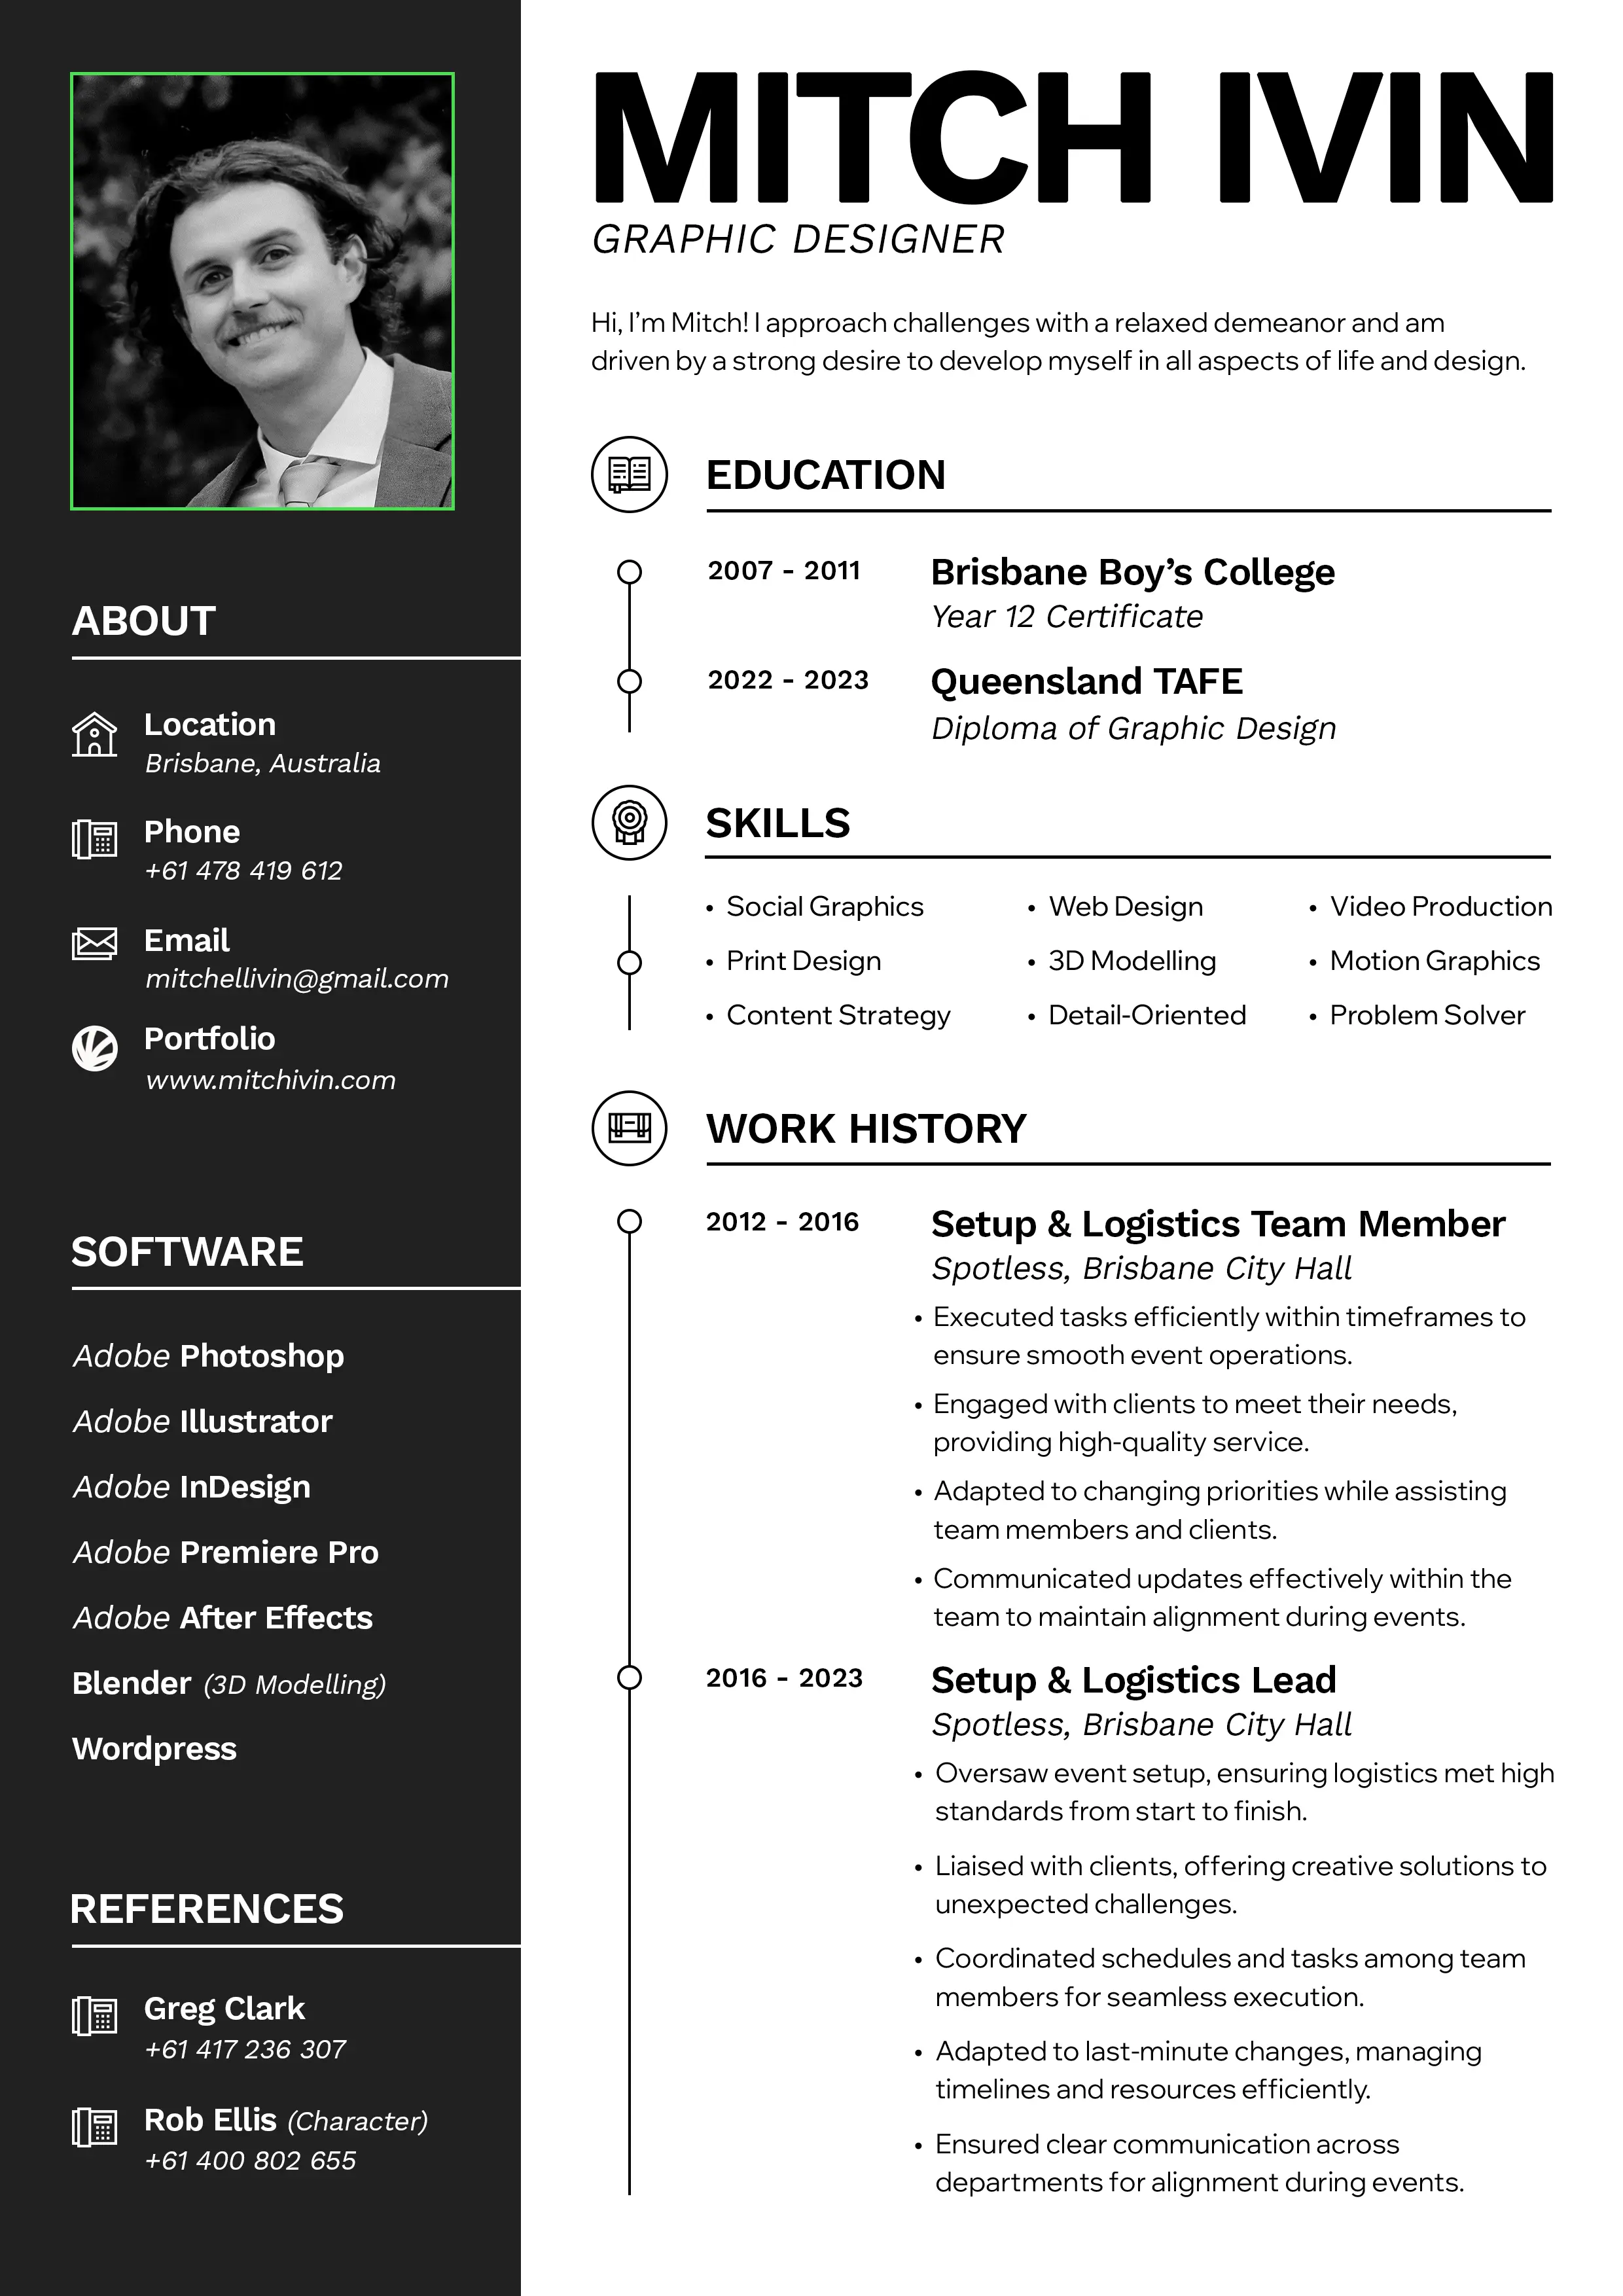 MITCH IVIN
GRAPHIC DESIGNER
Hi, I'm Mitch! I approach challenges with a relaxed demeanor and am
driven by a strong desire to develop myself in all aspects of life and design.
ABOUT
Location
Brisbane, Australia
Phone
+61 478 419 612
Email
mitchellivin@gmail.com
Portfolio
www.mitchivin.com
SOFTWARE
Adobe Photoshop
Adobe Illustrator
Adobe InDesign
Adobe Premiere Pro
Adobe After Effects
Blender (3D Modelling)
Wordpress
REFERENCES
Greg Clark
+61 417 236 307
Rob Ellis (Character)
+61 400 802 655
EDUCATION
2007 - 2011 Brisbane Boy's College
Year 12 Certificate
2022 - 2023 Queensland TAFE
Diploma of Graphic Design
SKILLS
• Social Graphics • Web Design • Video Production
• Print Design • 3D Modelling • Motion Graphics
• Content Strategy • Detail-Oriented • Problem Solver
WORK HISTORY
2012 - 2016 Setup & Logistics Team Member
Spotless, Brisbane City Hall
• Executed tasks efficiently within timeframes to
ensure smooth event operations.
• Engaged with clients to meet their needs,
providing high-quality service.
• Adapted to changing priorities while assisting
team members and clients.
• Communicated updates effectively within the
team to maintain alignment during events.
2016 - 2023 Setup & Logistics Lead
Spotless, Brisbane City Hall
• Oversaw event setup, ensuring logistics met high
standards from start to finish.
• Liaised with clients, offering creative solutions to
unexpected challenges.
• Coordinated schedules and tasks among team
members for seamless execution.
• Adapted to last-minute changes, managing
timelines and resources efficiently.
• Ensured clear communication across
departments for alignment during events.